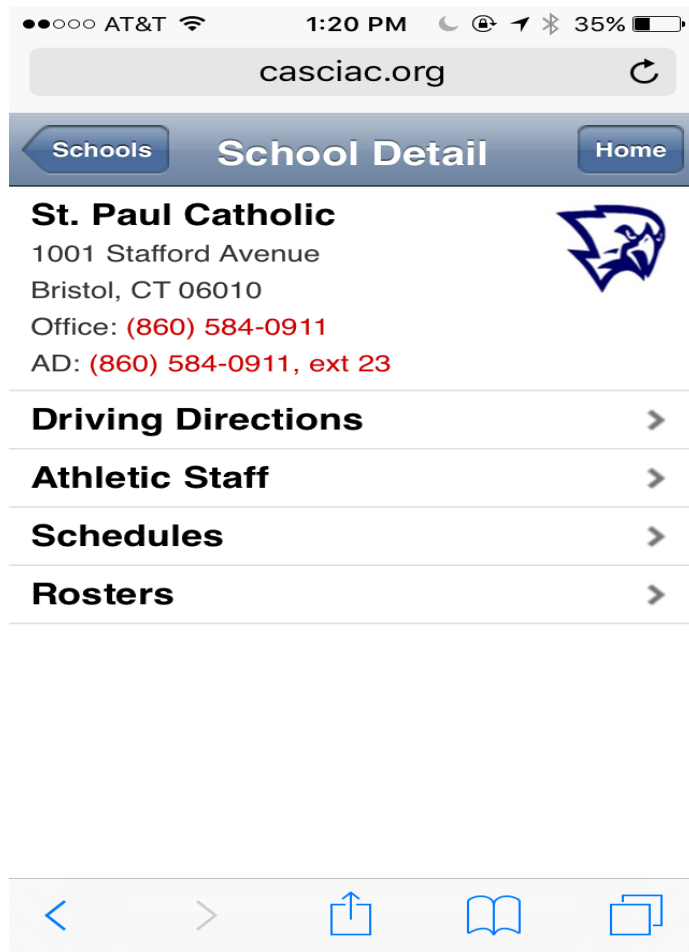 AT&T 1:20 PM 35%
casciac.org
Schools School Detail Home
St. Paul Catholic
1001 Stafford Avenue
Bristol, CT 06010
Office: (860) 584-0911
AD: (860) 584-0911, ext 23
Driving Directions
Athletic Staff
Schedules
Rosters